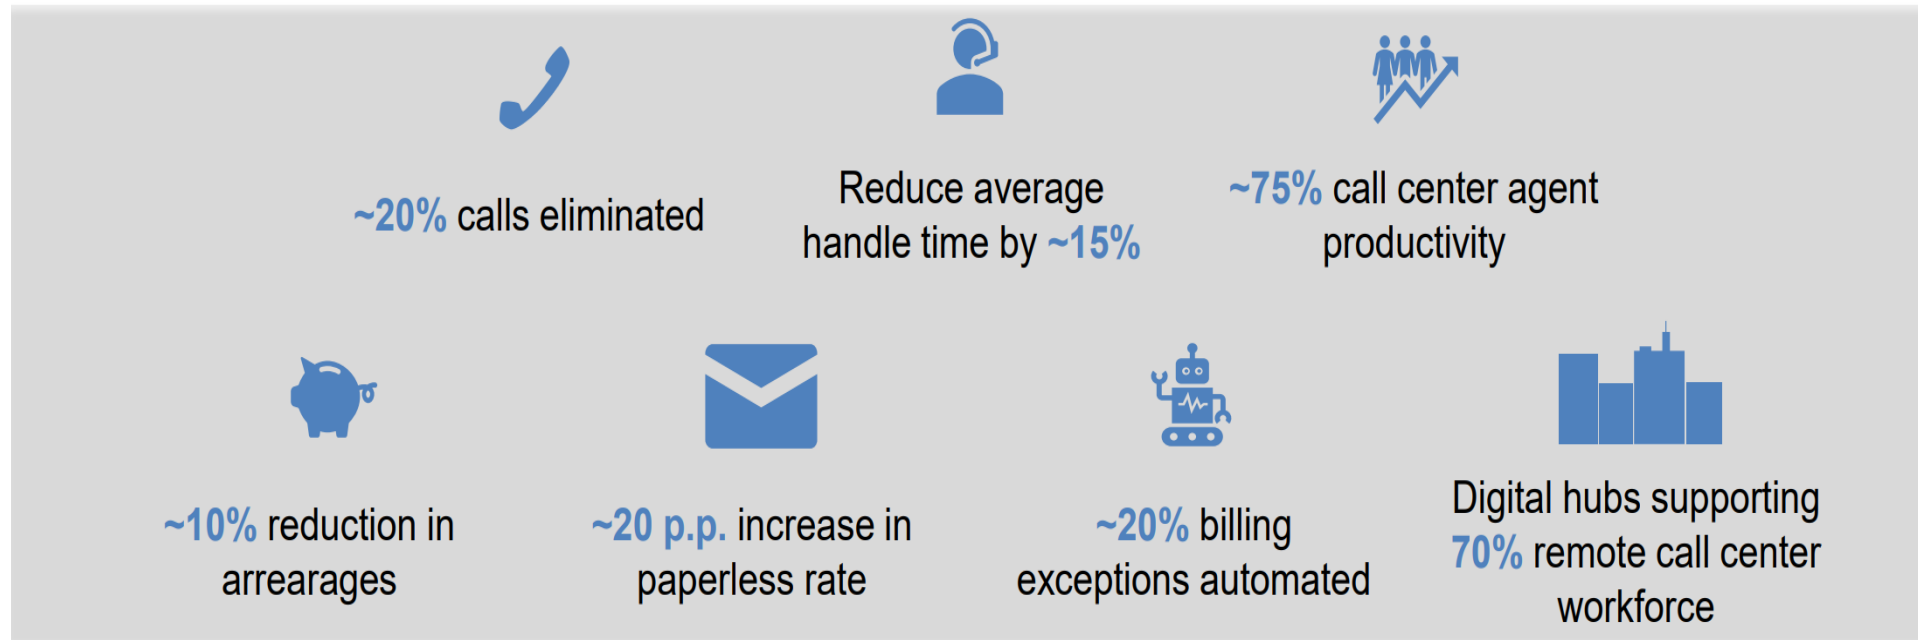 ~20% calls eliminated
Reduce average
handle time by ~15%
~75% call center agent
productivity
~10% reduction in
arrearages
~20 p.p. increase in
paperless rate
~20% billing
exceptions automated
Digital hubs supporting
70% remote call center
workforce